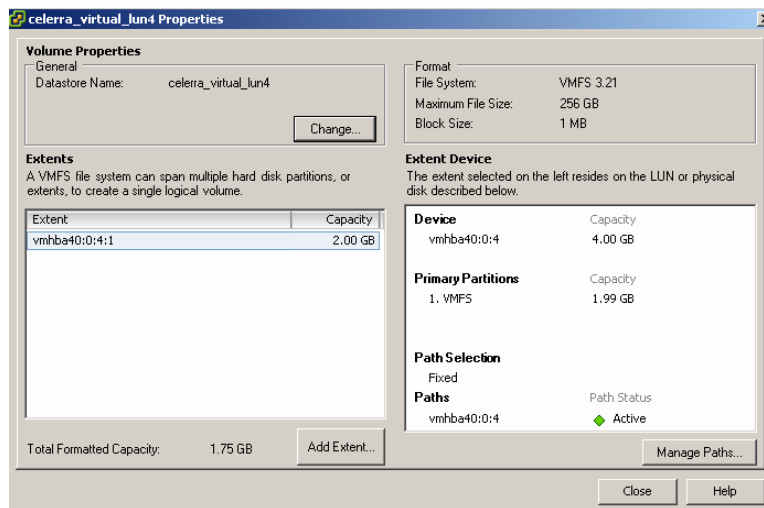 celerra_virtual_lun4 Properties
Volume Properties
General
Datastore Name: celerra_virtual_lun4
Change...
Format
File System: VMFS 3.21
Maximum File Size: 256 GB
Block Size: 1 MB
Extents
A VMFS file system can span multiple hard disk partitions, or
extents, to create a single logical volume.
Extent Capacity
vmhba40:0:4:1 2.00 GB
Total Formatted Capacity: 1.75 GB
Add Extent...
Extent Device
The extent selected on the left resides on the LUN or physical
disk described below.
Device Capacity
vmhba40:0:4 4.00 GB
Primary Partitions Capacity
1. VMFS 1.99 GB
Path Selection
Fixed
Paths Path Status
vmhba40:0:4 Active
Manage Paths...
Close Help